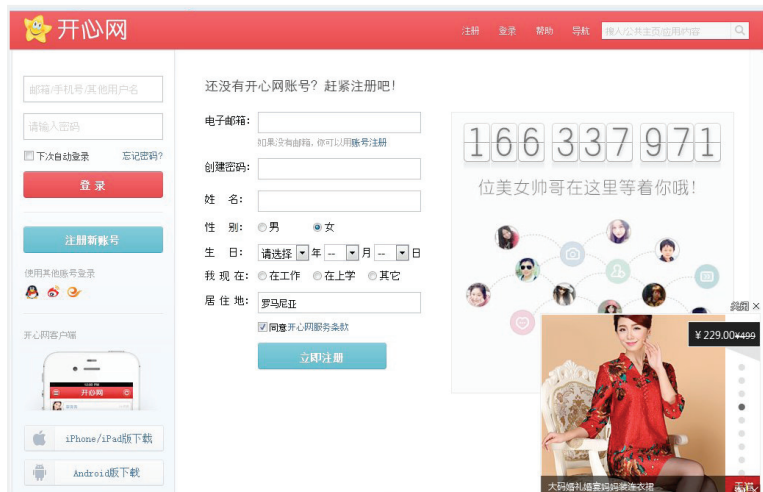 开心网
注册 登录 帮助 导航 搜人/公共主页/应用/内容
邮箱/手机号/其他用户名
请输入密码
下次自动登录 忘记密码?
登 录
注册新账号
使用其他账号登录
开心网客户端
开心网
iPhone/iPad版下载
Android版下载
还没有开心网账号？赶紧注册吧！
电子邮箱：
如果没有邮箱，你可以用账号注册
创建密码：
姓 名：
性 别： 男 女
生 日： 请选择 年 -- 月 -- 日
我 现 在： 在工作 在上学 其它
居 住 地： 罗马尼亚
同意开心网服务条款
立即注册
166 337 971
位美女帅哥在这里等着你哦！
关闭 ×
¥ 229.00 ¥499
大码婚礼婚宴妈妈装连衣裙